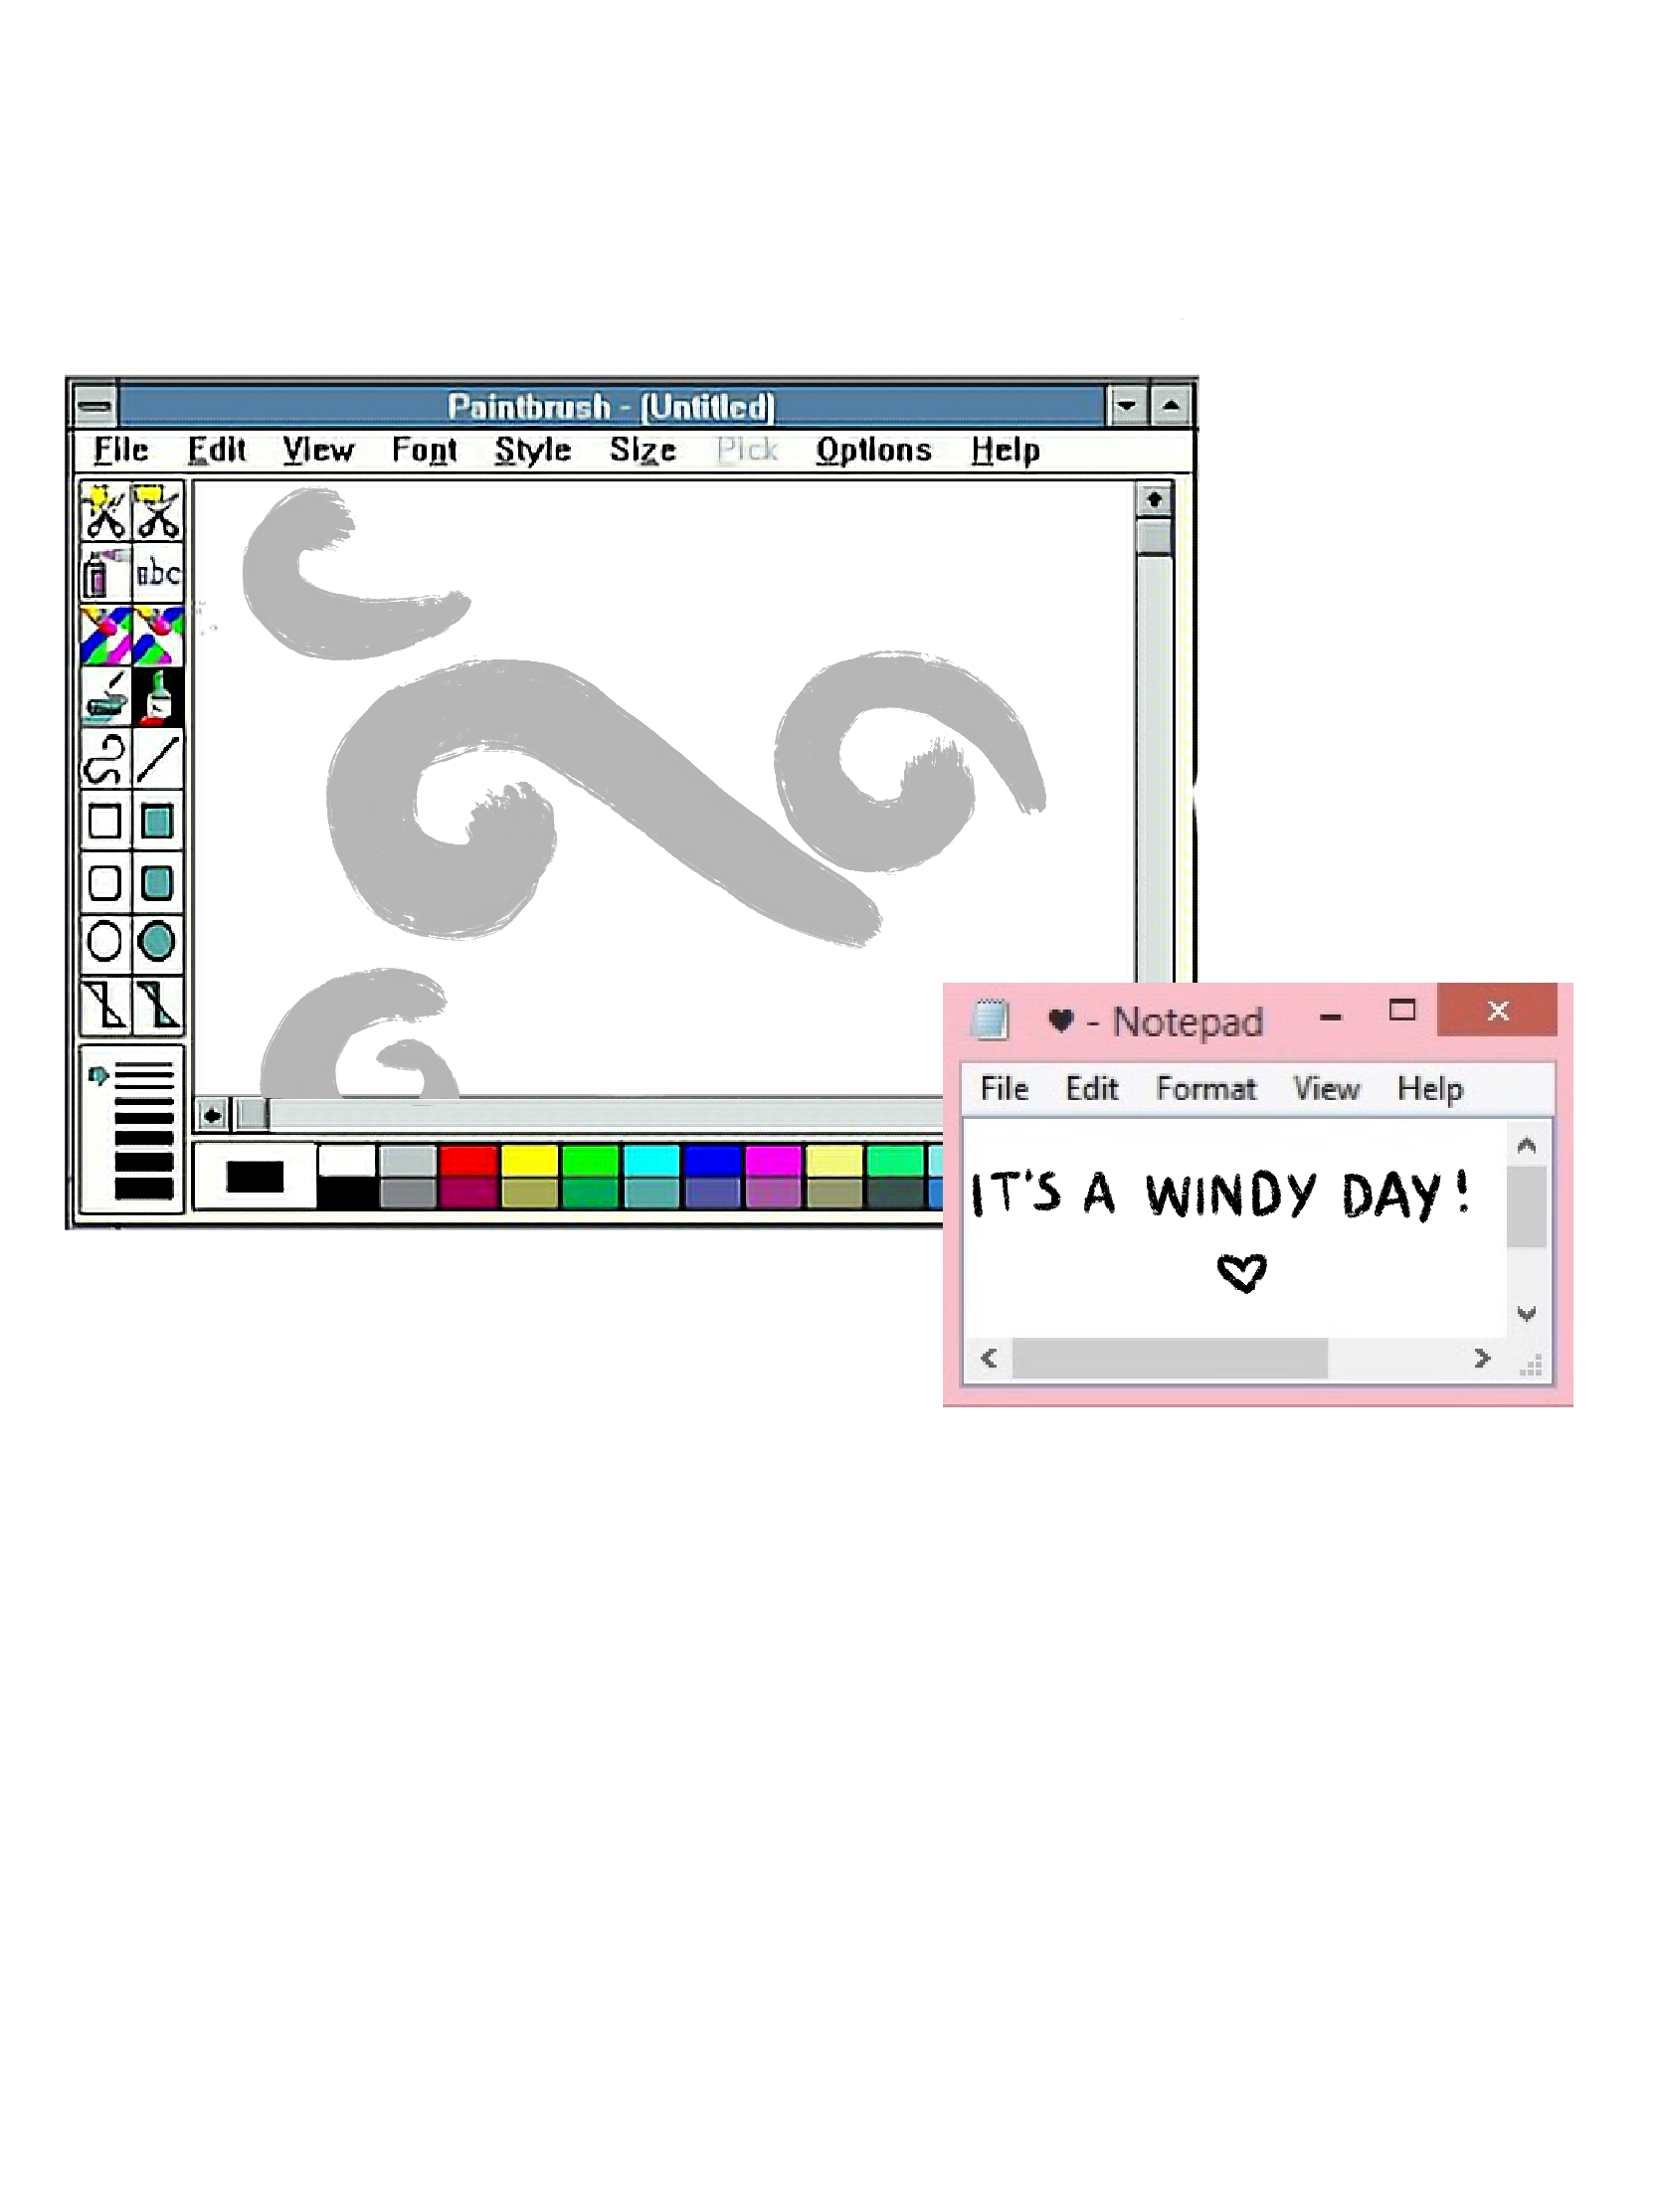 Paintbrush - (Untitled)
File Edit View Font Style Size Pick Options Help
abc
♥ - Notepad
File Edit Format View Help
IT'S A WINDY DAY!
♡